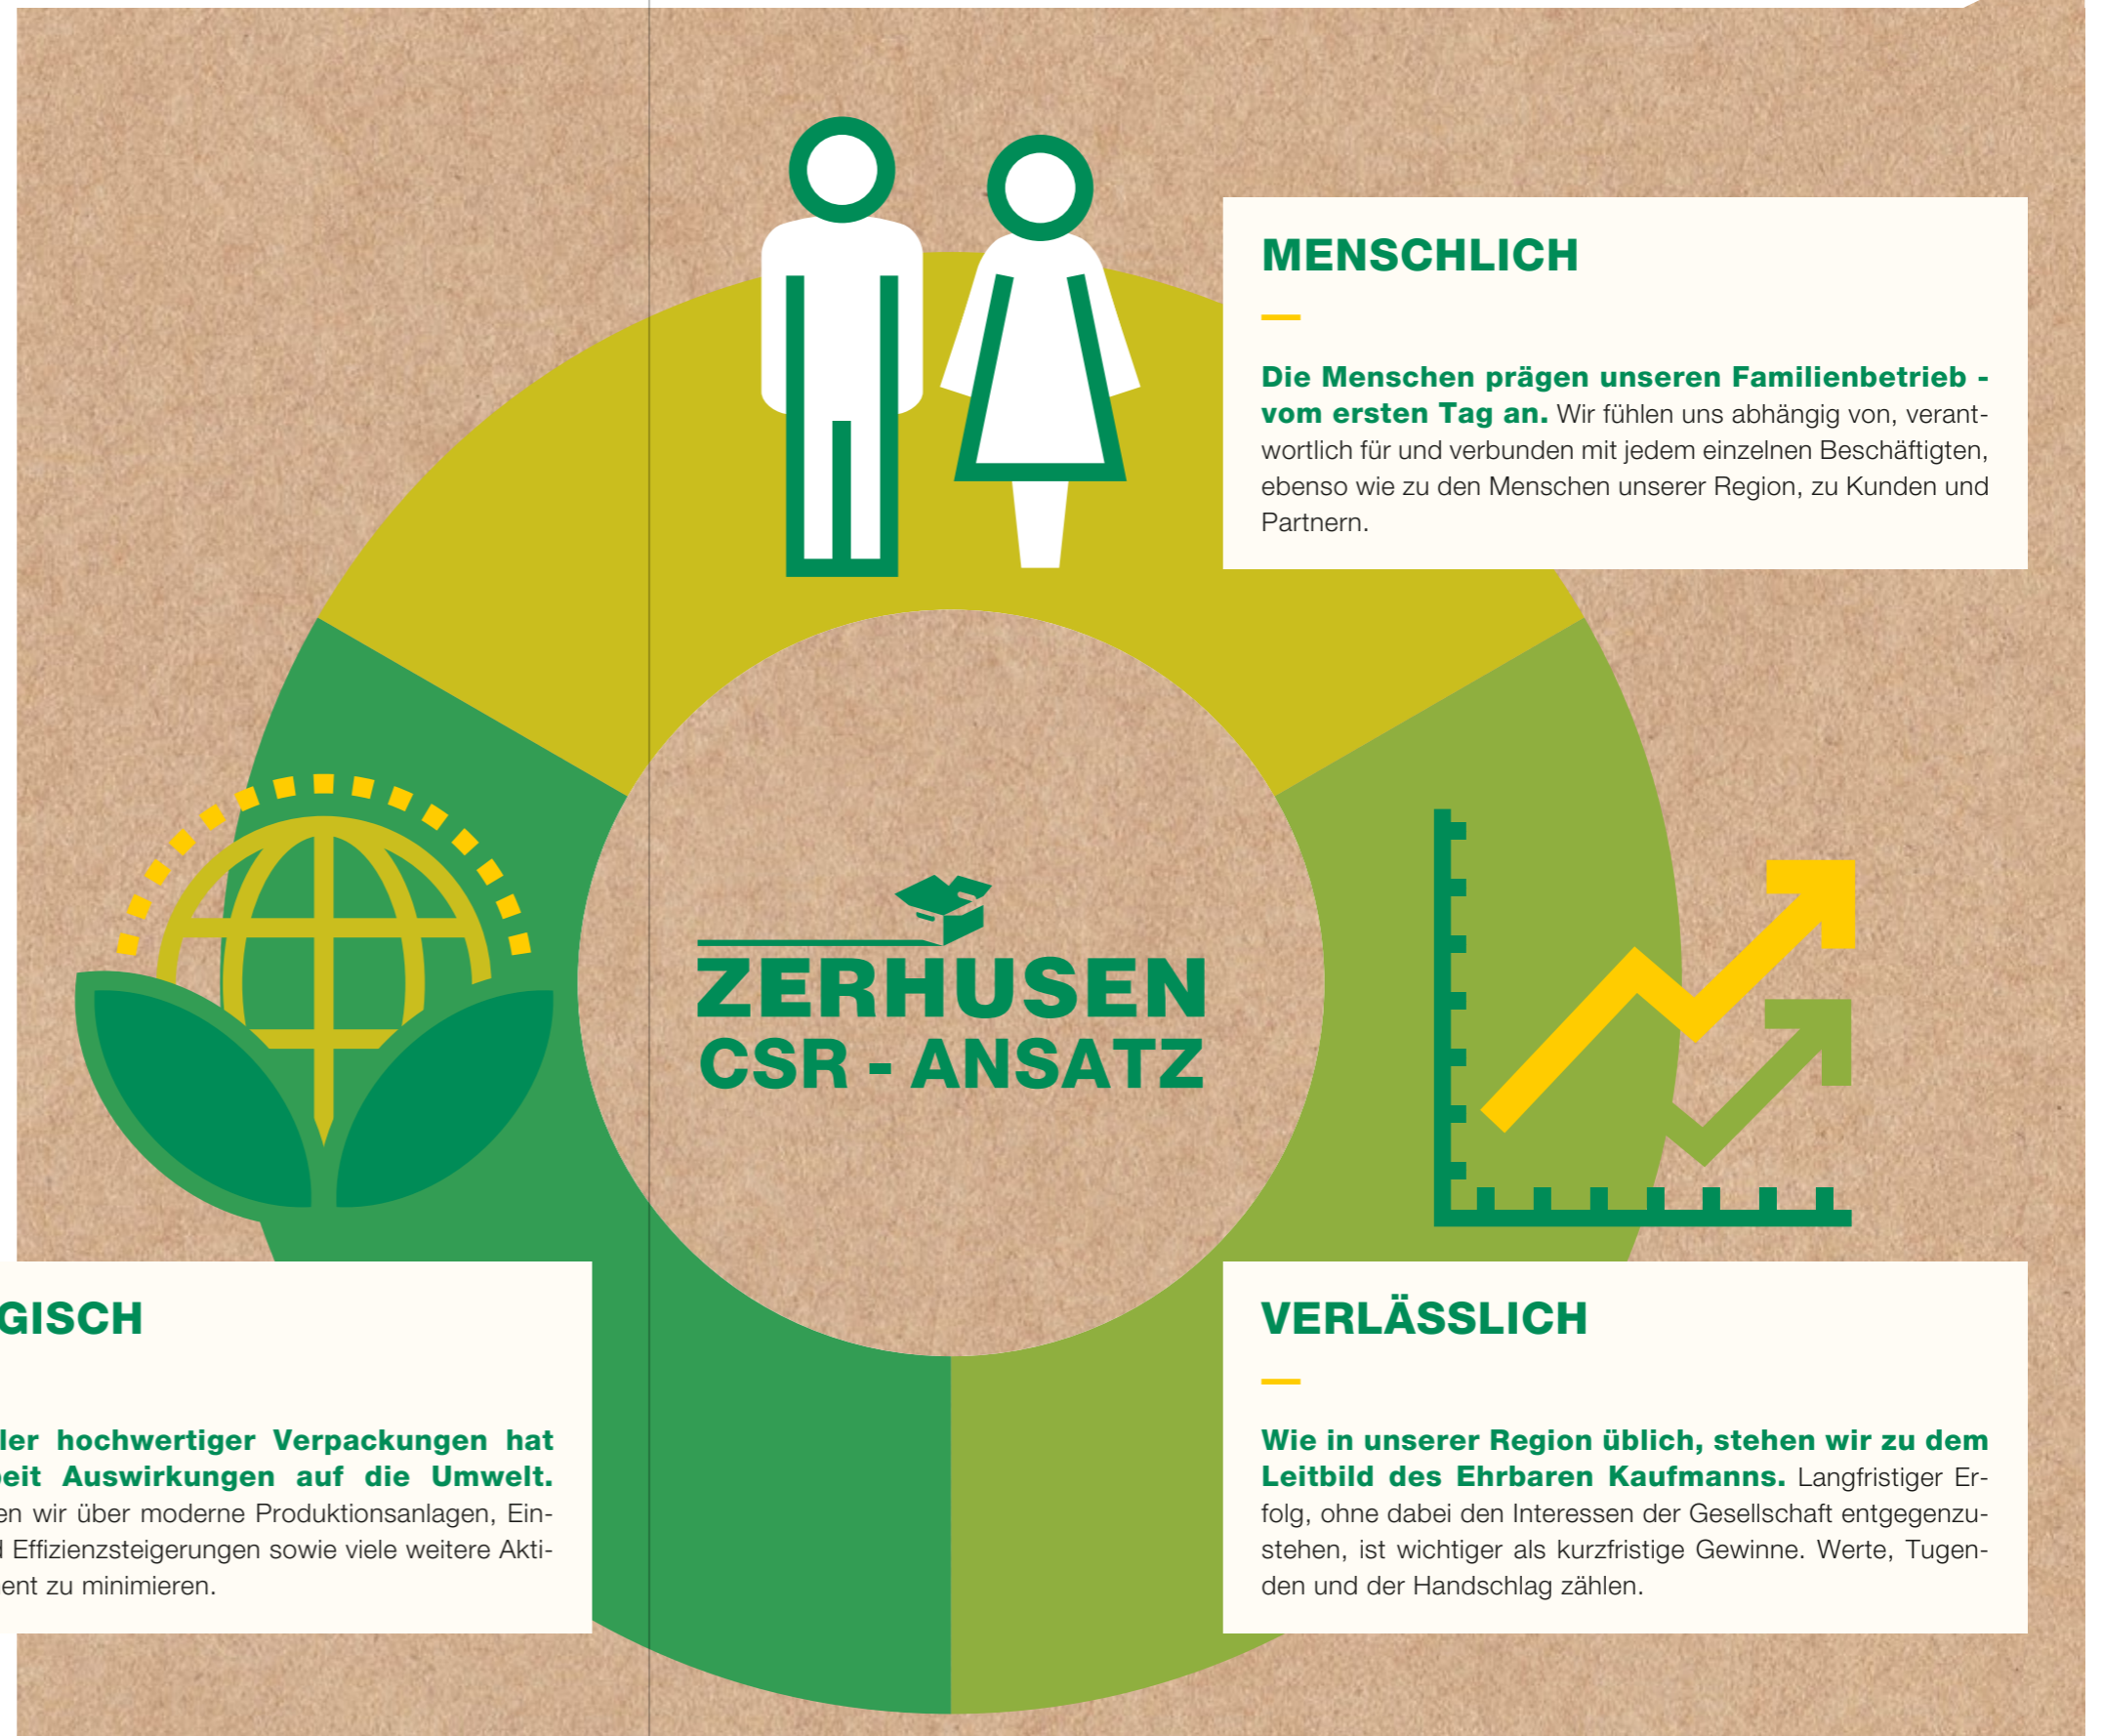 MENSCHLICH
Die Menschen prägen unseren Familienbetrieb -
vom ersten Tag an. Wir fühlen uns abhängig von, verant-
wortlich für und verbunden mit jedem einzelnen Beschäftigten,
ebenso wie zu den Menschen unserer Region, zu Kunden und
Partnern.
ZERHUSEN
CSR - ANSATZ
GISCH
hochwertiger Verpackungen hat
Auswirkungen auf die Umwelt.
wir über moderne Produktionsanlagen, Ein-
Effizienzsteigerungen sowie viele weitere Akti-
zu minimieren.
VERLÄSSLICH
Wie in unserer Region üblich, stehen wir zu dem
Leitbild des Ehrbaren Kaufmanns. Langfristiger Er-
folg, ohne dabei den Interessen der Gesellschaft entgegenzu-
stehen, ist wichtiger als kurzfristige Gewinne. Werte, Tugen-
den und der Handschlag zählen.